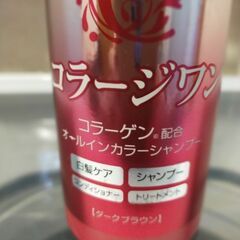 コラージワン
コラーゲン®配合
オールインカラーシャンプー
白髪ケア シャンプー
コンディショナー トリートメント
【ダークブラウン】